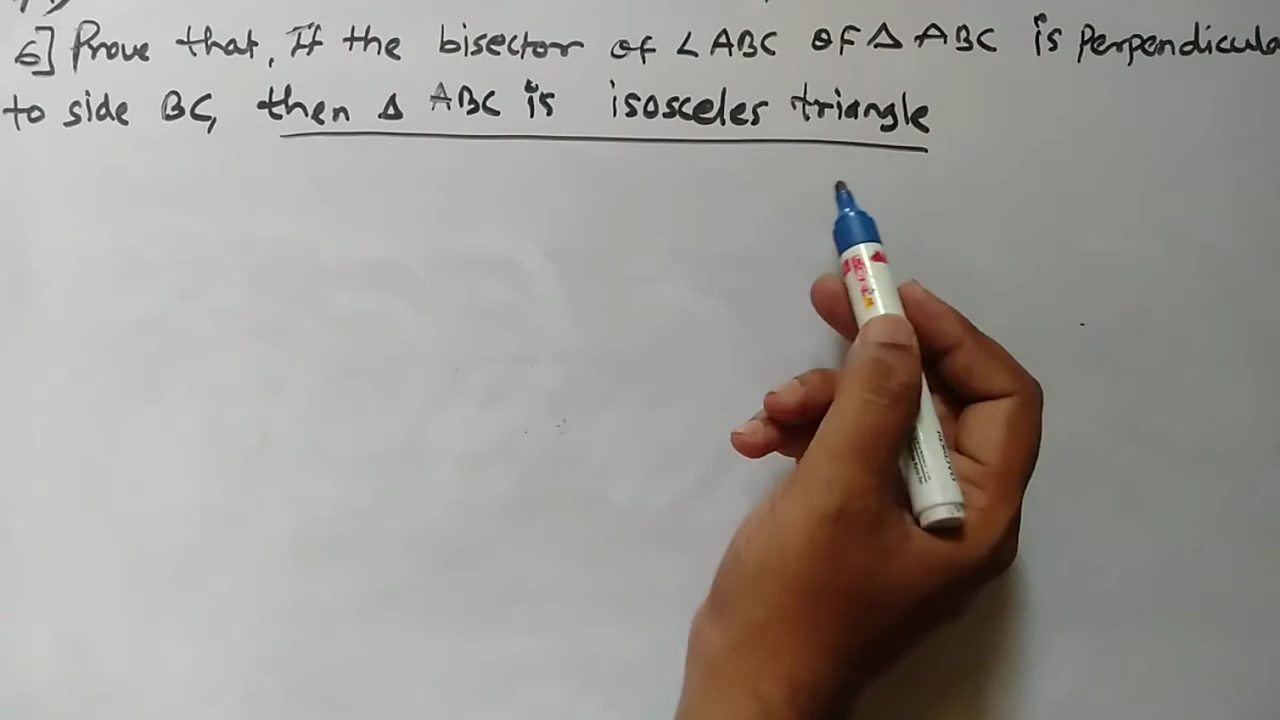 6] Prove that, If the bisector of ∠ABC of Δ ABC is Perpendicula
to side BC, then Δ ABC is isosceles triangle